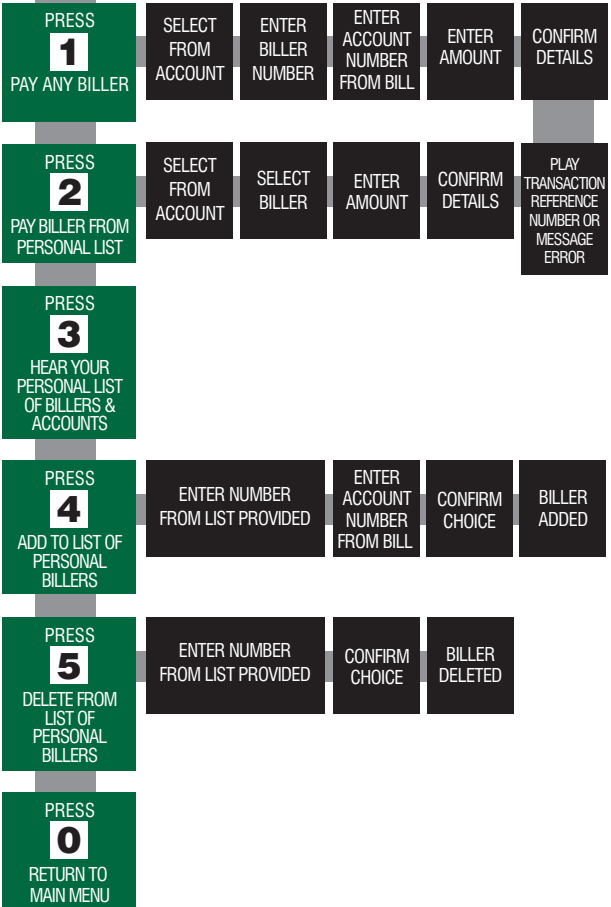 PRESS
1
PAY ANY BILLER
SELECT
FROM
ACCOUNT
ENTER
BILLER
NUMBER
ENTER
ACCOUNT
NUMBER
FROM BILL
ENTER
AMOUNT
CONFIRM
DETAILS
PRESS
2
PAY BILLER FROM
PERSONAL LIST
SELECT
FROM
ACCOUNT
SELECT
BILLER
ENTER
AMOUNT
CONFIRM
DETAILS
PLAY
TRANSACTION
REFERENCE
NUMBER OR
MESSAGE
ERROR
PRESS
3
HEAR YOUR
PERSONAL LIST
OF BILLERS &
ACCOUNTS
PRESS
4
ADD TO LIST OF
PERSONAL
BILLERS
ENTER NUMBER
FROM LIST PROVIDED
ENTER
ACCOUNT
NUMBER
FROM BILL
CONFIRM
CHOICE
BILLER
ADDED
PRESS
5
DELETE FROM
LIST OF
PERSONAL
BILLERS
ENTER NUMBER
FROM LIST PROVIDED
CONFIRM
CHOICE
BILLER
DELETED
PRESS
0
RETURN TO
MAIN MENU